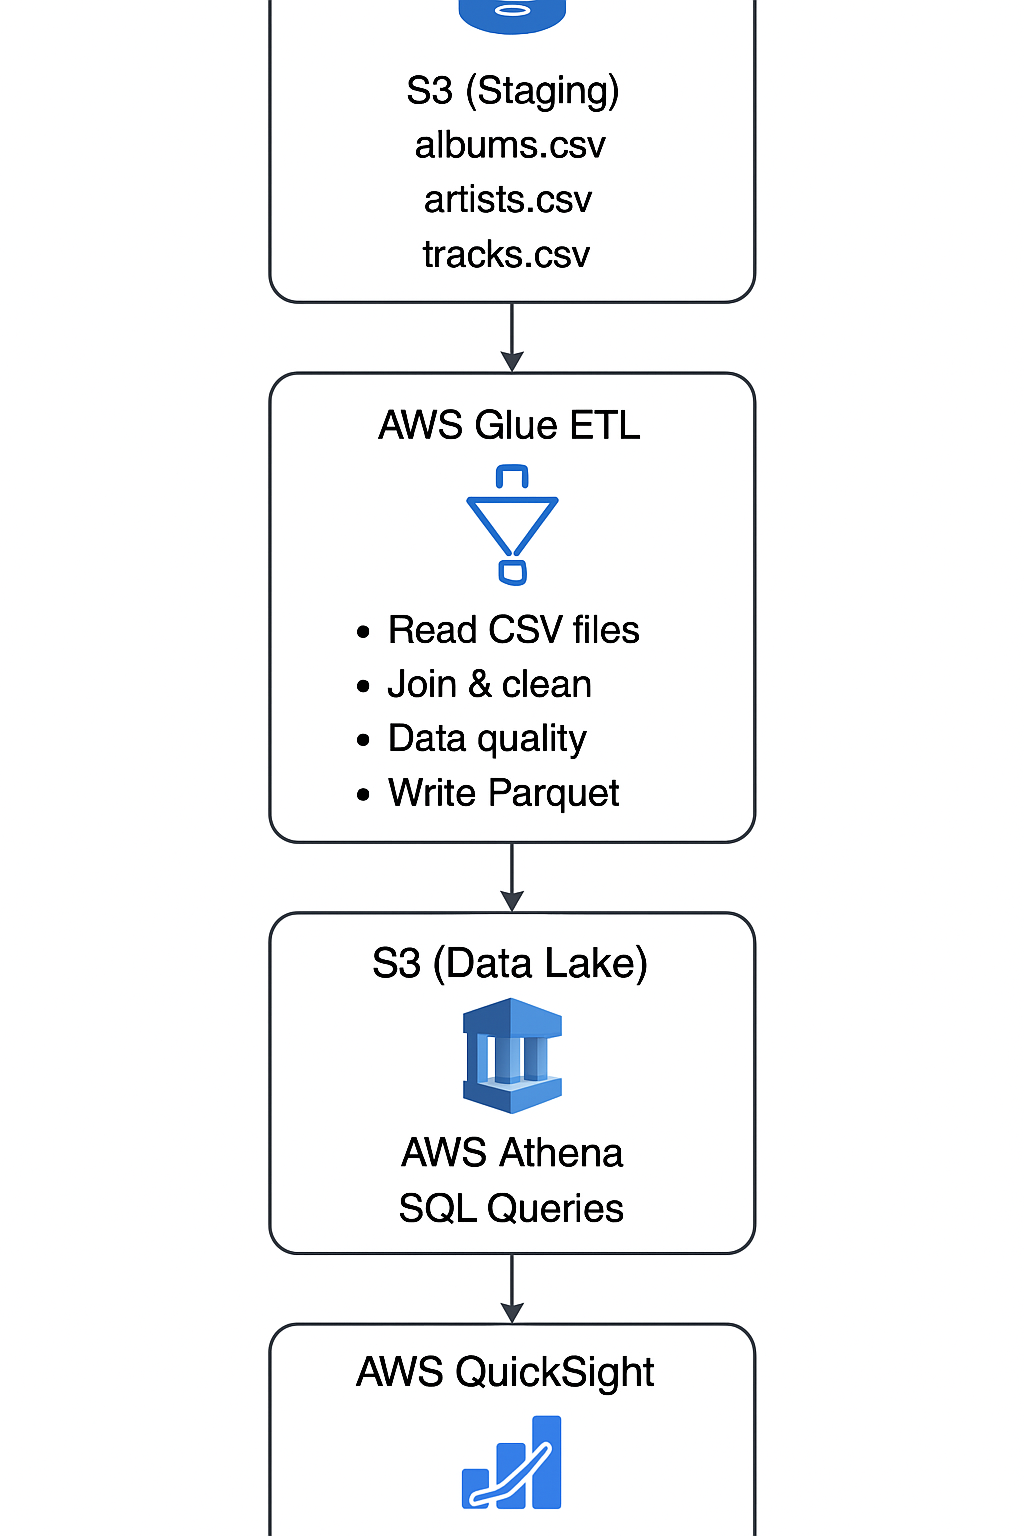 S3 (Staging)
albums.csv
artists.csv
tracks.csv
AWS Glue ETL
• Read CSV files
• Join & clean
• Data quality
• Write Parquet
S3 (Data Lake)
AWS Athena
SQL Queries
AWS QuickSight